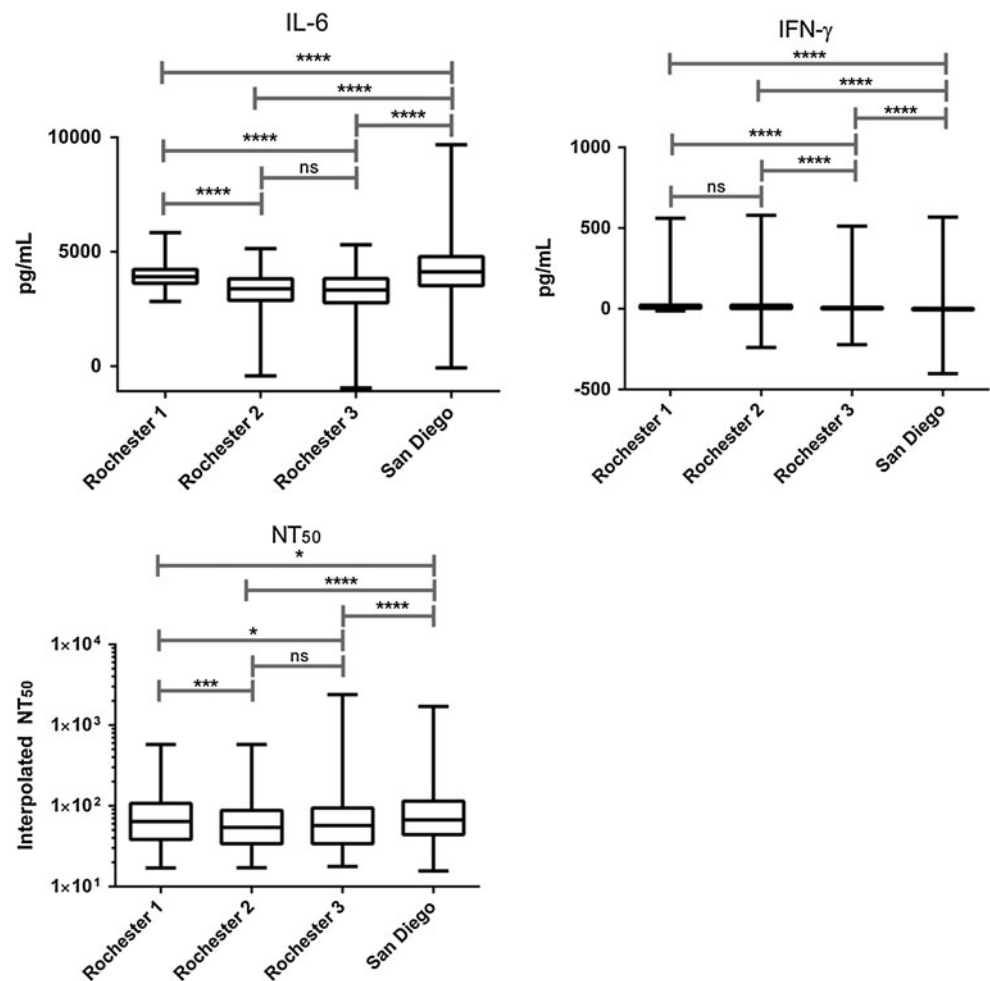 IL-6
****
****
****
****
ns
****
10000
5000
0
pg/mL
Rochester 1
Rochester 2
Rochester 3
San Diego
IFN-γ
****
****
****
****
****
ns
1000
500
0
-500
pg/mL
Rochester 1
Rochester 2
Rochester 3
San Diego
NT50
*
****
****
*
ns
***
1×10⁴
1×10³
1×10²
1×10¹
Interpolated NT50
Rochester 1
Rochester 2
Rochester 3
San Diego